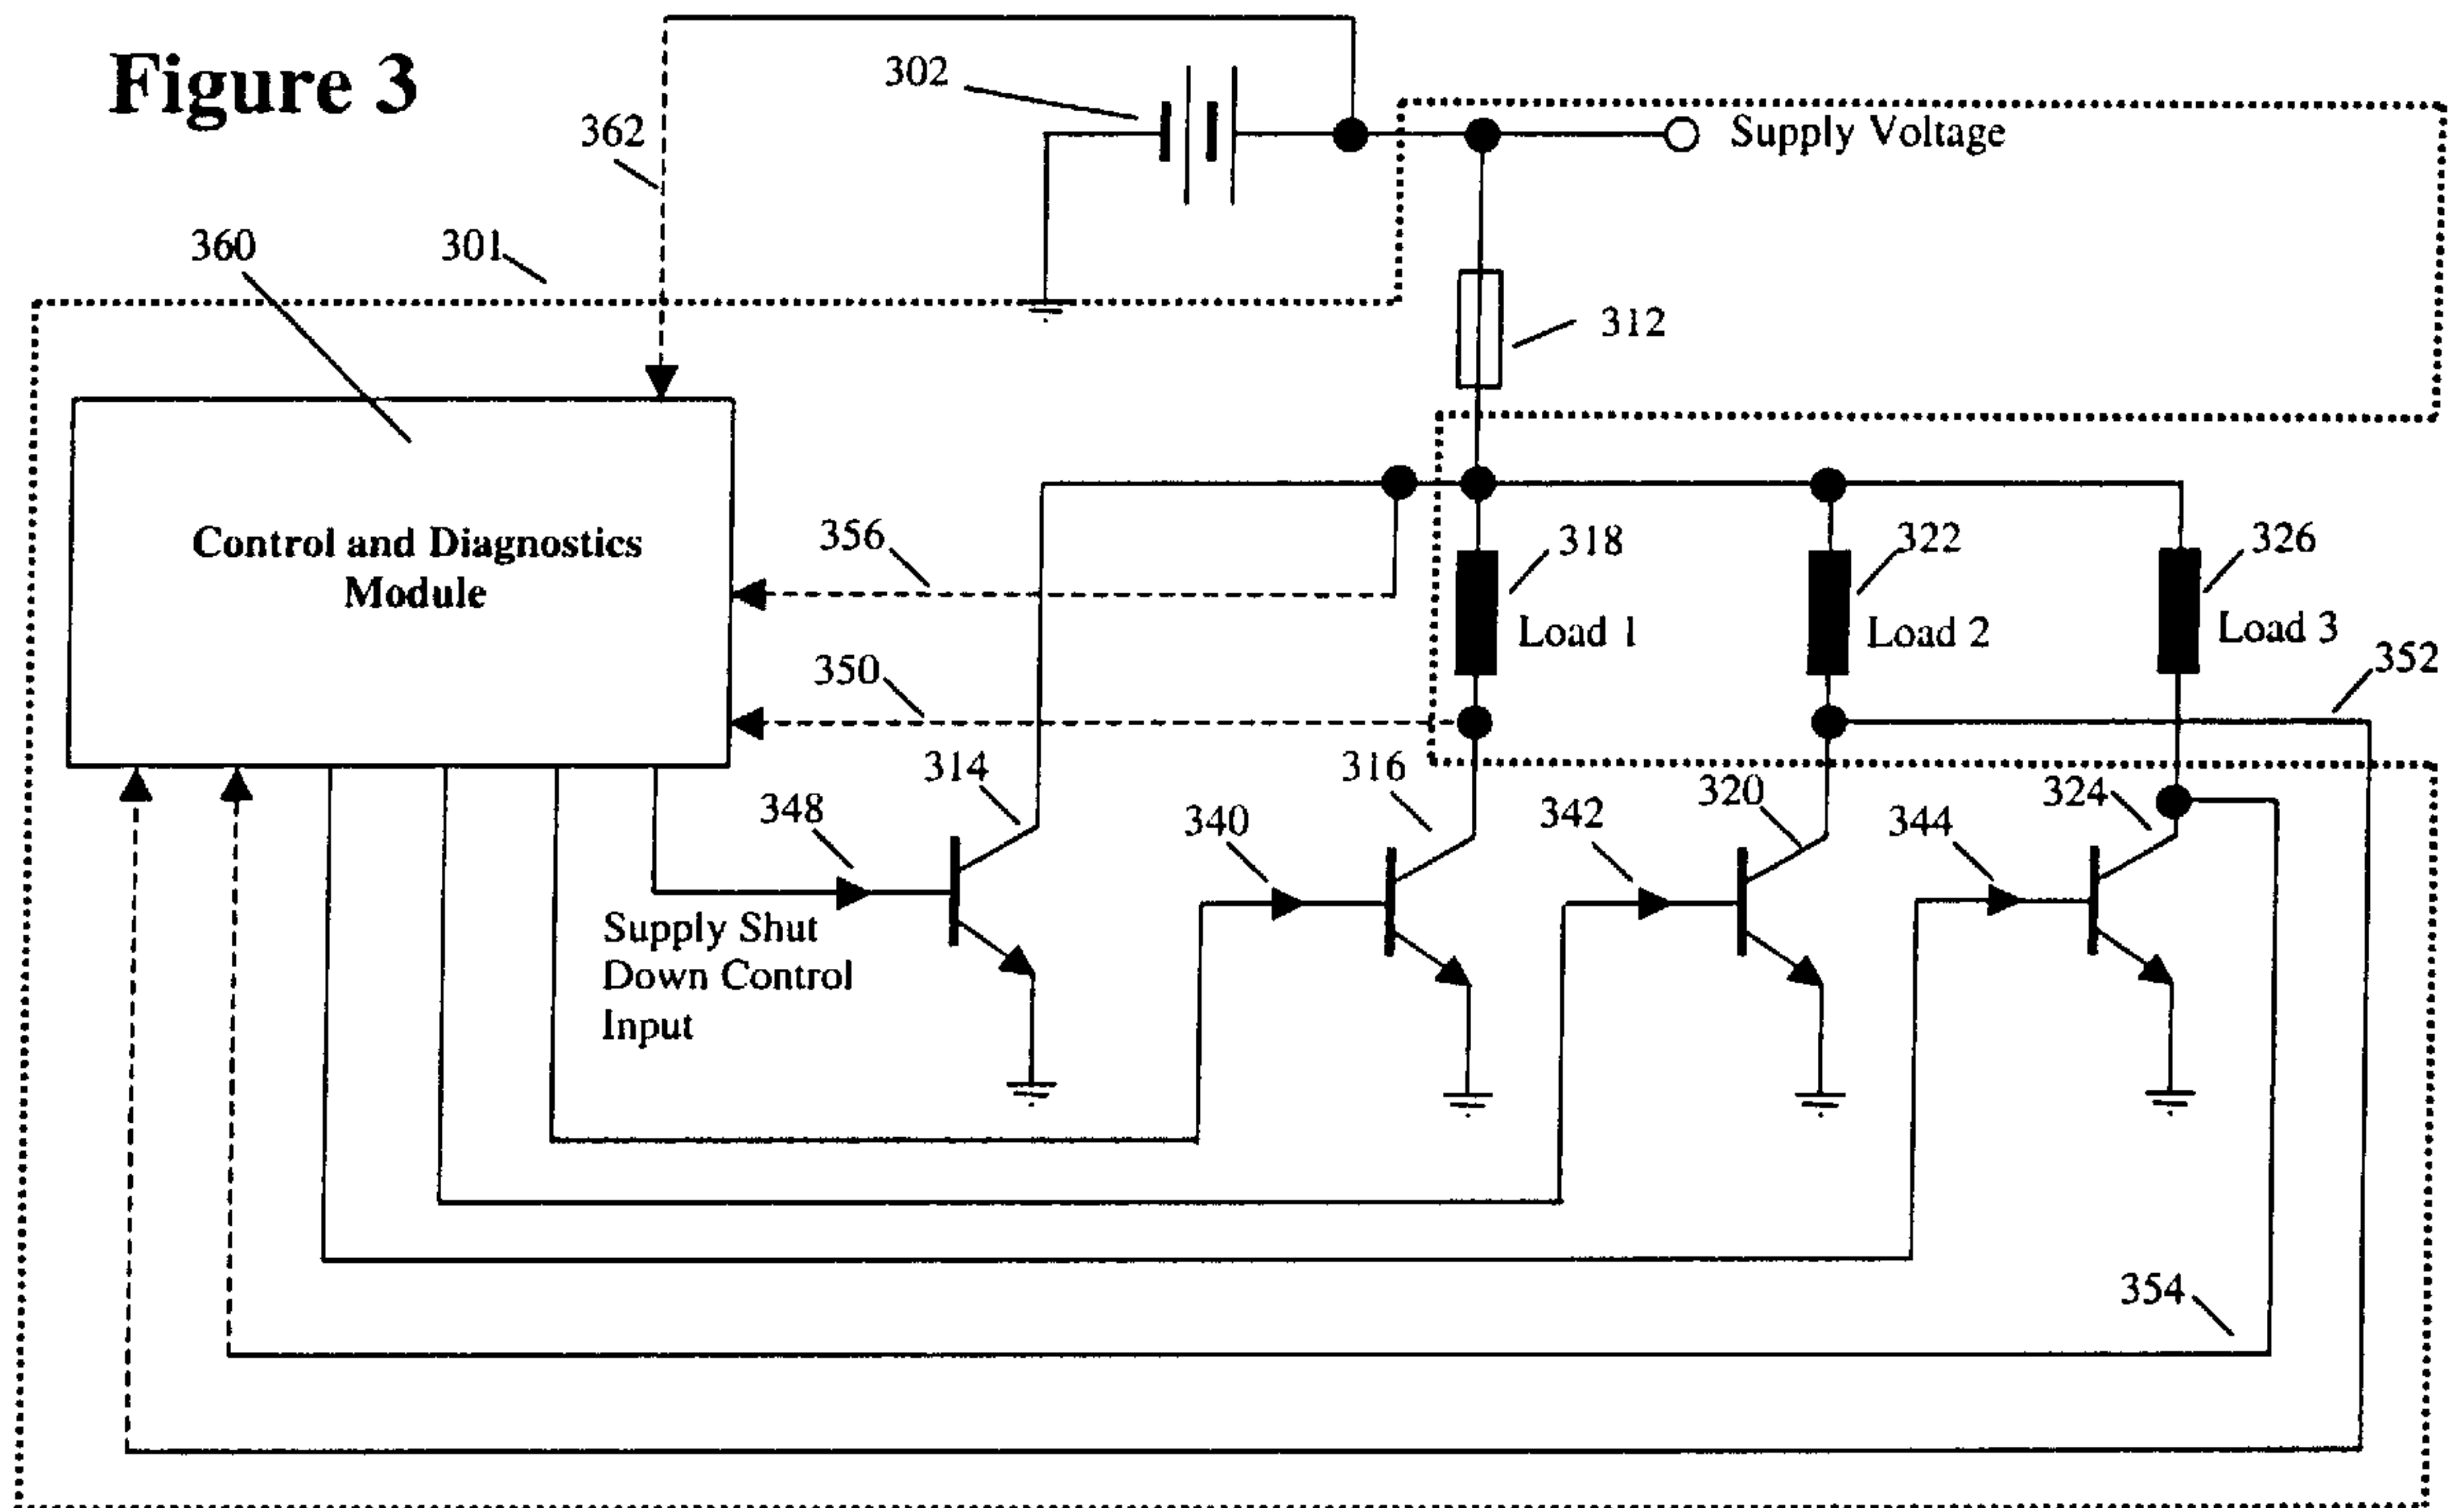 Figure 3
302
362
Supply Voltage
360
301
312
Control and Diagnostics
Module
356
318
322
326
Load 1
Load 2
Load 3
350
352
314
316
348
340
342
320
344
324
Supply Shut
Down Control
Input
354